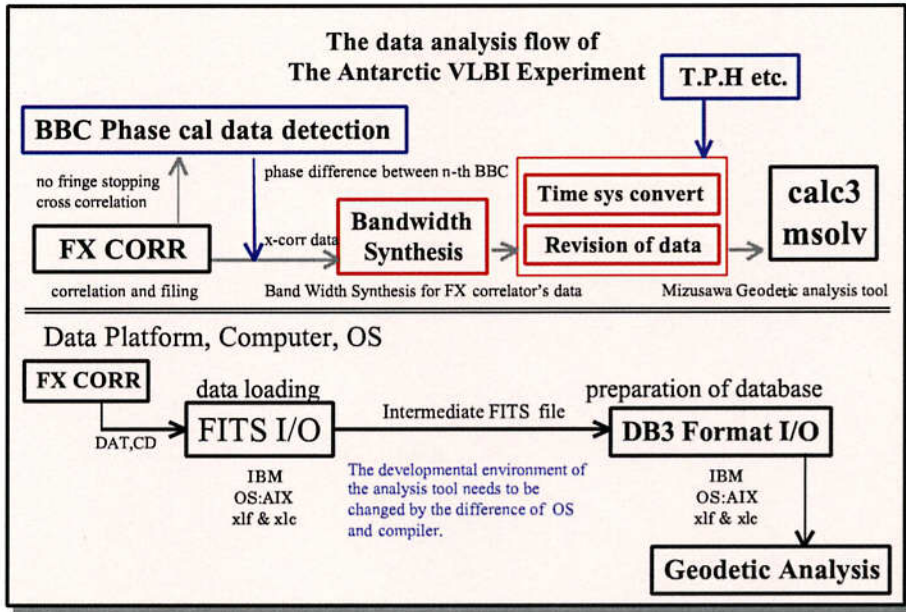 The data analysis flow of
The Antarctic VLBI Experiment
T.P.H etc.
BBC Phase cal data detection
no fringe stopping
cross correlation
phase difference between n-th BBC
FX CORR
x-corr data
Bandwidth
Synthesis
Time sys convert
Revision of data
calc3
msolv
correlation and filing
Band Width Synthesis for FX correlator's data
Mizusawa Geodetic analysis tool
Data Platform, Computer, OS
FX CORR
DAT,CD
data loading
FITS I/O
IBM
OS:AIX
xlf & xlc
Intermediate FITS file
The developmental environment of
the analysis tool needs to be
changed by the difference of OS
and compiler.
preparation of database
DB3 Format I/O
IBM
OS:AIX
xlf & xlc
Geodetic Analysis